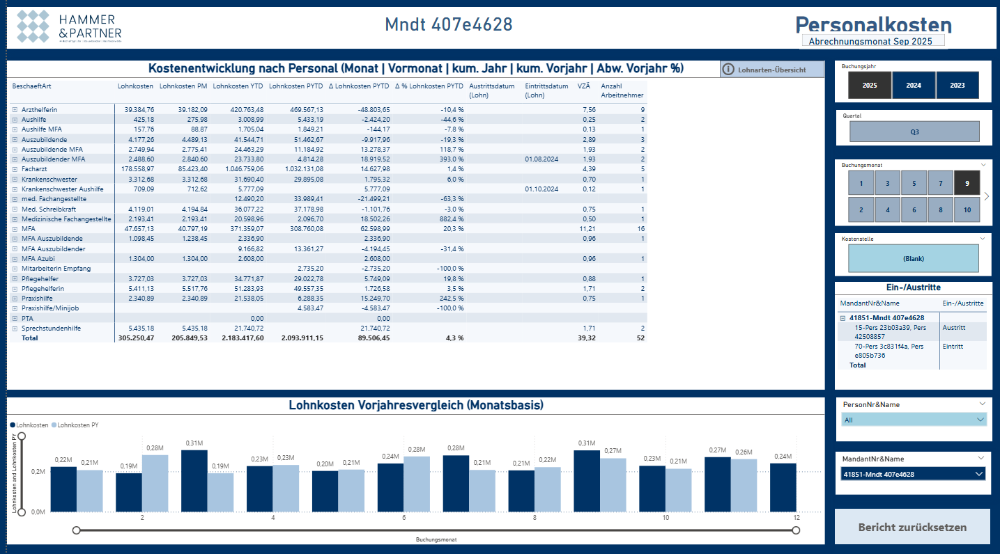 HAMMER
&PARTNER
Mndt 407e4628
Personalkosten
Abrechnungsmonat Sep 2025
Kostenentwicklung nach Personal (Monat | Vormonat | kum. Jahr | kum. Vorjahr | Abw. Vorjahr %)
Lohnarten-Übersicht
BeschaeftArt Lohnkosten Lohnkosten PM Lohnkosten YTD Lohnkosten PYTD Δ Lohnkosten PYTD Δ % Lohnkosten PYTD Austrittsdatum (Lohn) Eintrittsdatum (Lohn) VZÄ Anzahl Arbeitnehmer
Arzthelferin 39.384,76 39.182,09 420.763,48 469.567,13 -48.803,65 -10,4 % 7,56 9
Aushilfe 425,18 275,98 3.008,99 5.433,19 -2.424,20 -44,6 % 0,25 2
Aushilfe MFA 157,76 88,87 1.705,04 1.849,21 -144,17 -7,8 % 0,13 1
Auszubildende 4.177,26 4.489,13 41.544,71 51.462,67 -9.917,96 -19,3 % 2,89 3
Auszubildende MFA 2.749,94 2.775,41 24.463,29 11.184,92 13.278,37 118,7 % 1,93 2
Auszubildender MFA 2.488,60 2.840,60 23.733,80 4.814,28 18.919,52 393,0 % 01.08.2024 1,93 2
Facharzt 178.558,97 85.423,40 1.046.759,06 1.032.131,08 14.627,98 1,4 % 4,39 5
Krankenschwester 3.312,68 3.312,68 31.690,40 29.895,08 1.795,32 6,0 % 0,70 1
Krankenschwester Aushilfe 709,09 712,62 5.777,09 5.777,09 01.10.2024 0,12 1
med. Fachangestellte 12.490,20 33.989,41 -21.499,21 -63,3 %
Med. Schreibkraft 4.119,01 4.194,84 36.077,22 37.178,98 -1.101,76 -3,0 % 0,75 1
Medizinische Fachangestellte 2.193,41 2.193,41 20.598,96 2.096,70 18.502,26 882,4 % 0,50 1
MFA 47.657,13 40.797,19 371.359,07 308.760,08 62.598,99 20,3 % 11,21 16
MFA Auszubildende 1.098,45 1.238,45 2.336,90 2.336,90 0,96 1
MFA Auszubildender 9.166,82 13.361,27 -4.194,45 -31,4 %
MFA Azubi 1.304,00 1.304,00 2.608,00 2.608,00 0,96 1
Mitarbeiterin Empfang 2.735,20 -2.735,20 -100,0 %
Pflegehelfer 3.727,03 3.727,03 34.771,87 29.022,78 5.749,09 19,8 % 0,88 1
Pflegehelferin 5.411,13 5.517,76 51.283,93 49.557,35 1.726,58 3,5 % 1,71 2
Praxishilfe 2.340,89 2.340,89 21.538,05 6.288,35 15.249,70 242,5 % 0,75 1
Praxishilfe/Minijob 4.583,47 -4.583,47 -100,0 %
PTA 0,00 0,00
Sprechstundenhilfe 5.435,18 5.435,18 21.740,72 21.740,72 1,71 2
Total 305.250,47 205.849,53 2.183.417,60 2.093.911,15 89.506,45 4,3 % 39,32 52
Buchungsjahr
2025 2024 2023
Quartal
Q3
Buchungsmonat
1 3 5 7 9
2 4 6 8 10
Kostenstelle
(Blank)
Ein-/Austritte
MandantNr&Name Ein-/Austritte
41851-Mndt 407e4628
15-Pers 23b03a39, Pers Austritt
42508857
70-Pers 3c831f4a, Pers Eintritt
e805b736
Total
PersonNr&Name
All
MandantNr&Name
41851-Mndt 407e4628
Bericht zurücksetzen
Lohnkosten Vorjahresvergleich (Monatsbasis)
Lohnkosten Lohnkosten PY
Lohnkosten and Lohnkosten PY
0,2M
0,0M
0,22M 0,21M 0,19M 0,28M 0,31M 0,19M 0,23M 0,23M 0,20M 0,21M 0,24M 0,28M 0,28M 0,21M 0,21M 0,22M 0,31M 0,27M 0,23M 0,21M 0,27M 0,26M 0,24M
2 4 6 8 10 12
Buchungsmonat